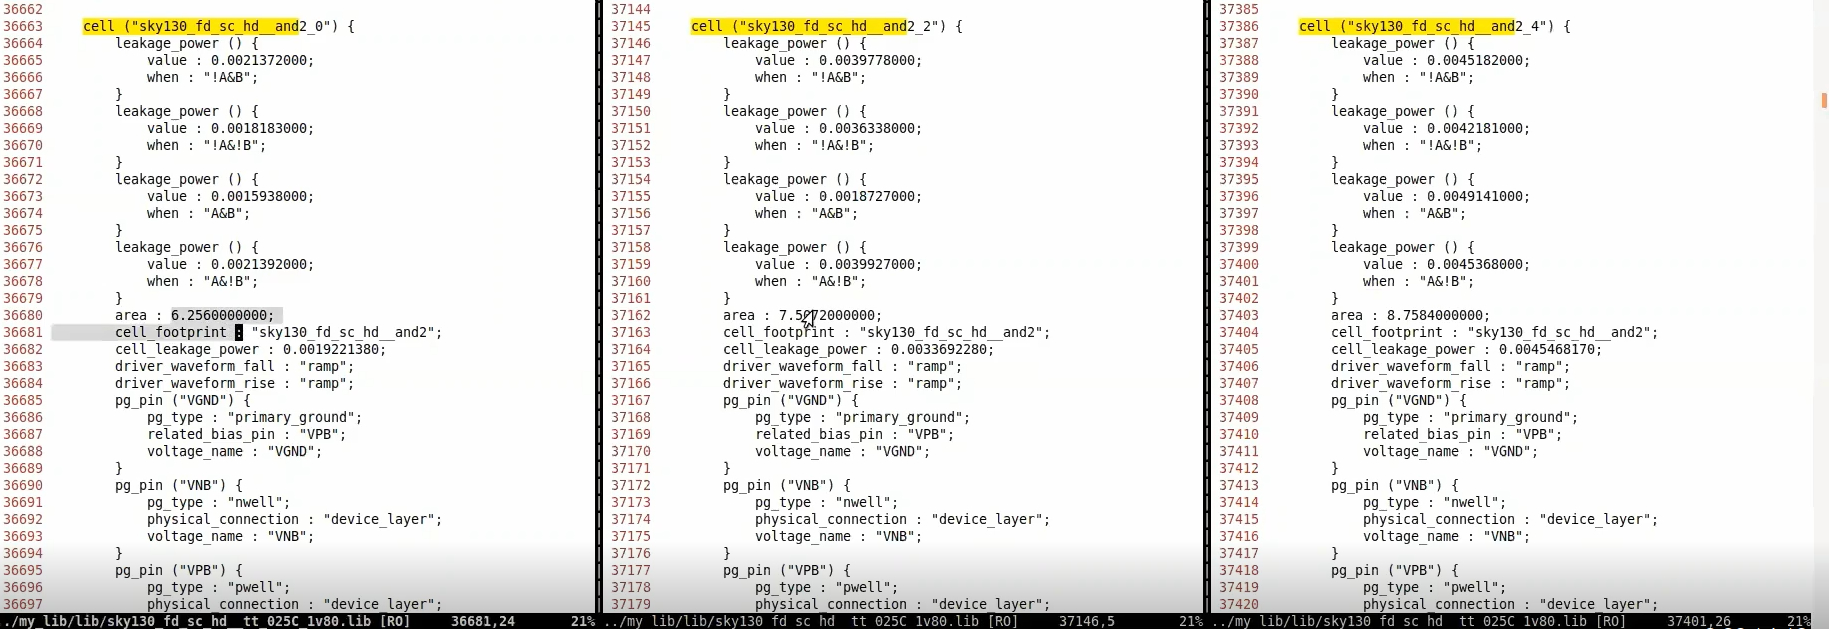 36662
36663     cell ("sky130_fd_sc_hd__and2_0") {
36664         leakage_power () {
36665             value : 0.0021372000;
36666             when : "!A&B";
36667         }
36668         leakage_power () {
36669             value : 0.0018183000;
36670             when : "!A&!B";
36671         }
36672         leakage_power () {
36673             value : 0.0015938000;
36674             when : "A&B";
36675         }
36676         leakage_power () {
36677             value : 0.0021392000;
36678             when : "A&!B";
36679         }
36680         area : 6.2560000000;
36681         cell_footprint : "sky130_fd_sc_hd__and2";
36682         cell_leakage_power : 0.0019221380;
36683         driver_waveform_fall : "ramp";
36684         driver_waveform_rise : "ramp";
36685         pg_pin ("VGND") {
36686             pg_type : "primary_ground";
36687             related_bias_pin : "VPB";
36688             voltage_name : "VGND";
36689         }
36690         pg_pin ("VNB") {
36691             pg_type : "nwell";
36692             physical_connection : "device_layer";
36693             voltage_name : "VNB";
36694         }
36695         pg_pin ("VPB") {
36696             pg_type : "pwell";
36697             physical_connection : "device_layer";
../my_lib/lib/sky130_fd_sc_hd__tt_025C_1v80.lib [RO]     36681,24     21%
37144
37145     cell ("sky130_fd_sc_hd__and2_2") {
37146         leakage_power () {
37147             value : 0.0039778000;
37148             when : "!A&B";
37149         }
37150         leakage_power () {
37151             value : 0.0036338000;
37152             when : "!A&!B";
37153         }
37154         leakage_power () {
37155             value : 0.0018727000;
37156             when : "A&B";
37157         }
37158         leakage_power () {
37159             value : 0.0039927000;
37160             when : "A&!B";
37161         }
37162         area :
37163         cell_footprint : "sky130_fd_sc_hd__and2";
37164         cell_leakage_power : 0.0033692280;
37165         driver_waveform_fall : "ramp";
37166         driver_waveform_rise : "ramp";
37167         pg_pin ("VGND") {
37168             pg_type : "primary_ground";
37169             related_bias_pin : "VPB";
37170             voltage_name : "VGND";
37171         }
37172         pg_pin ("VNB") {
37173             pg_type : "nwell";
37174             physical_connection : "device_layer";
37175             voltage_name : "VNB";
37176         }
37177         pg_pin ("VPB") {
37178             pg_type : "pwell";
37179             physical_connection : "device_layer";
../my_lib/lib/sky130_fd_sc_hd__tt_025C_1v80.lib [RO]     37146,5     21%
37385
37386     cell ("sky130_fd_sc_hd__and2_4") {
37387         leakage_power () {
37388             value : 0.0045182000;
37389             when : "!A&B";
37390         }
37391         leakage_power () {
37392             value : 0.0042181000;
37393             when : "!A&!B";
37394         }
37395         leakage_power () {
37396             value : 0.0049141000;
37397             when : "A&B";
37398         }
37399         leakage_power () {
37400             value : 0.0045368000;
37401             when : "A&!B";
37402         }
37403         area : 8.7584000000;
37404         cell_footprint : "sky130_fd_sc_hd__and2";
37405         cell_leakage_power : 0.0045468170;
37406         driver_waveform_fall : "ramp";
37407         driver_waveform_rise : "ramp";
37408         pg_pin ("VGND") {
37409             pg_type : "primary_ground";
37410             related_bias_pin : "VPB";
37411             voltage_name : "VGND";
37412         }
37413         pg_pin ("VNB") {
37414             pg_type : "nwell";
37415             physical_connection : "device_layer";
37416             voltage_name : "VNB";
37417         }
37418         pg_pin ("VPB") {
37419             pg_type : "pwell";
37420             physical_connection : "device_layer";
../my_lib/lib/sky130_fd_sc_hd__tt_025C_1v80.lib [RO]     37401,26     21%